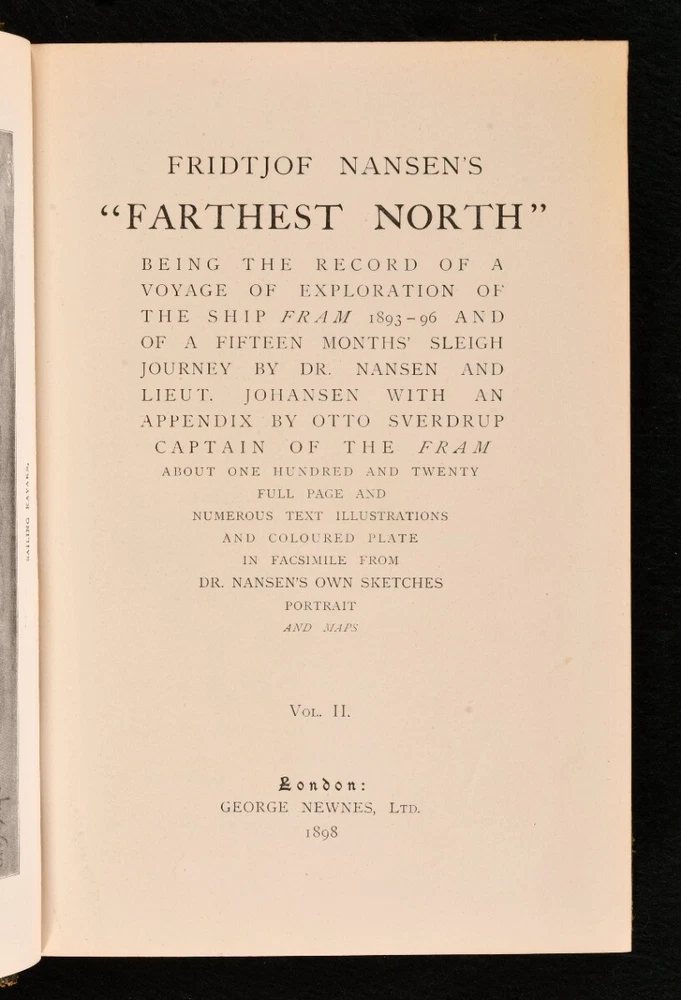 FRIDTJOF NANSEN'S
“FARTHEST NORTH”
BEING THE RECORD OF A
VOYAGE OF EXPLORATION OF
THE SHIP FRAM 1893–96 AND
OF A FIFTEEN MONTHS' SLEIGH
JOURNEY BY DR. NANSEN AND
LIEUT. JOHANSEN WITH AN
APPENDIX BY OTTO SVERDRUP
CAPTAIN OF THE FRAM
ABOUT ONE HUNDRED AND TWENTY
FULL PAGE AND
NUMEROUS TEXT ILLUSTRATIONS
AND COLOURED PLATE
IN FACSIMILE FROM
DR. NANSEN'S OWN SKETCHES
PORTRAIT
AND MAPS
VOL. II.
London:
GEORGE NEWNES, LTD.
1898
SAILING KAYAKS.